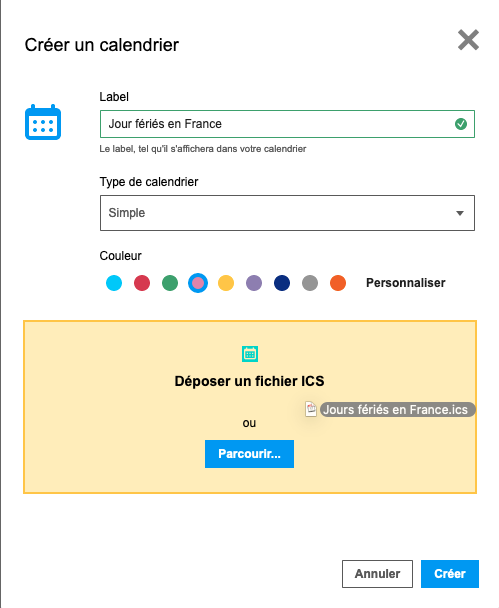 Créer un calendrier
Label
Jour fériés en France
Le label, tel qu'il s'affichera dans votre calendrier
Type de calendrier
Simple
Couleur
Personnaliser
Déposer un fichier ICS
Jours fériés en France.ics
ou
Parcourir...
Annuler
Créer